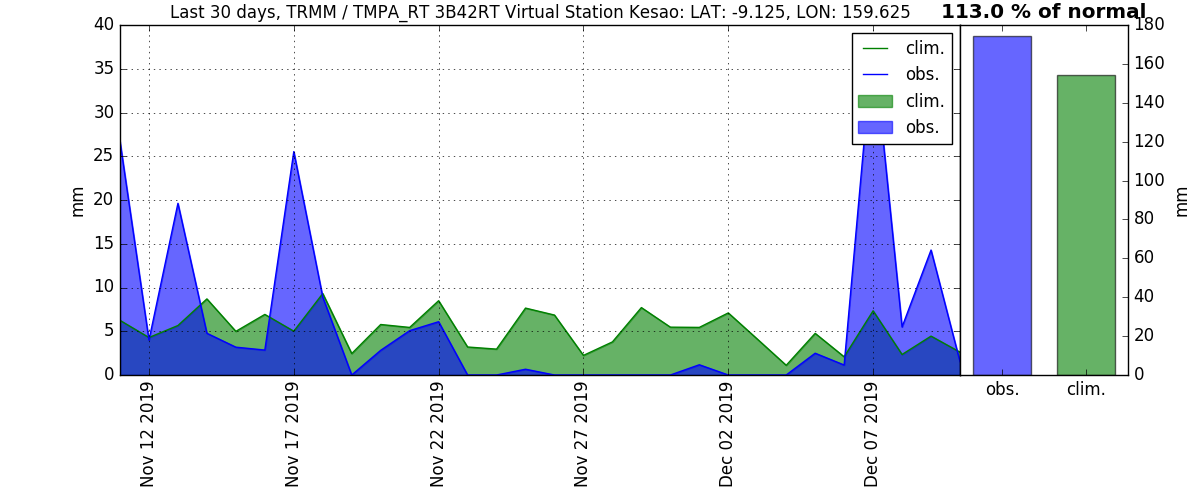 Last 30 days, TRMM / TMPA_RT 3B42RT Virtual Station Kesao: LAT: -9.125, LON: 159.625
113.0 % of normal
40
35
30
25
20
15
10
5
0
mm
clim.
obs.
clim.
obs.
Nov 12 2019
Nov 17 2019
Nov 22 2019
Nov 27 2019
Dec 02 2019
Dec 07 2019
180
160
140
120
100
80
60
40
20
0
mm
obs.
clim.